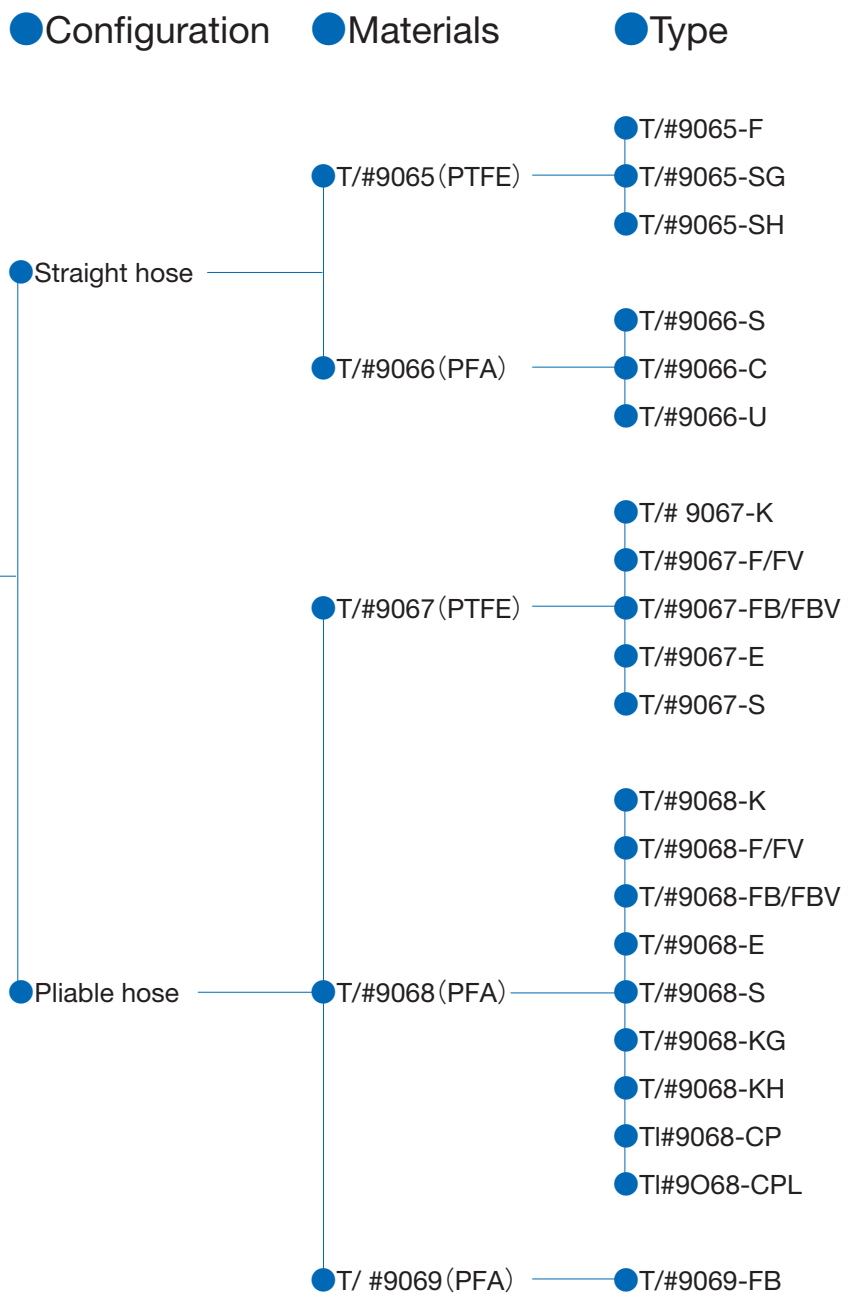 Configuration
Materials
Type
T/#9065-F
T/#9065（PTFE）
T/#9065-SG
T/#9065-SH
Straight hose
T/#9066-S
T/#9066（PFA）
T/#9066-C
T/#9066-U
T/# 9067-K
T/#9067-F/FV
T/#9067（PTFE）
T/#9067-FB/FBV
T/#9067-E
T/#9067-S
T/#9068-K
T/#9068-F/FV
T/#9068-FB/FBV
T/#9068-E
Pliable hose
T/#9068（PFA）
T/#9068-S
T/#9068-KG
T/#9068-KH
TI#9068-CP
TI#9O68-CPL
T/ #9069（PFA）
T/#9069-FB